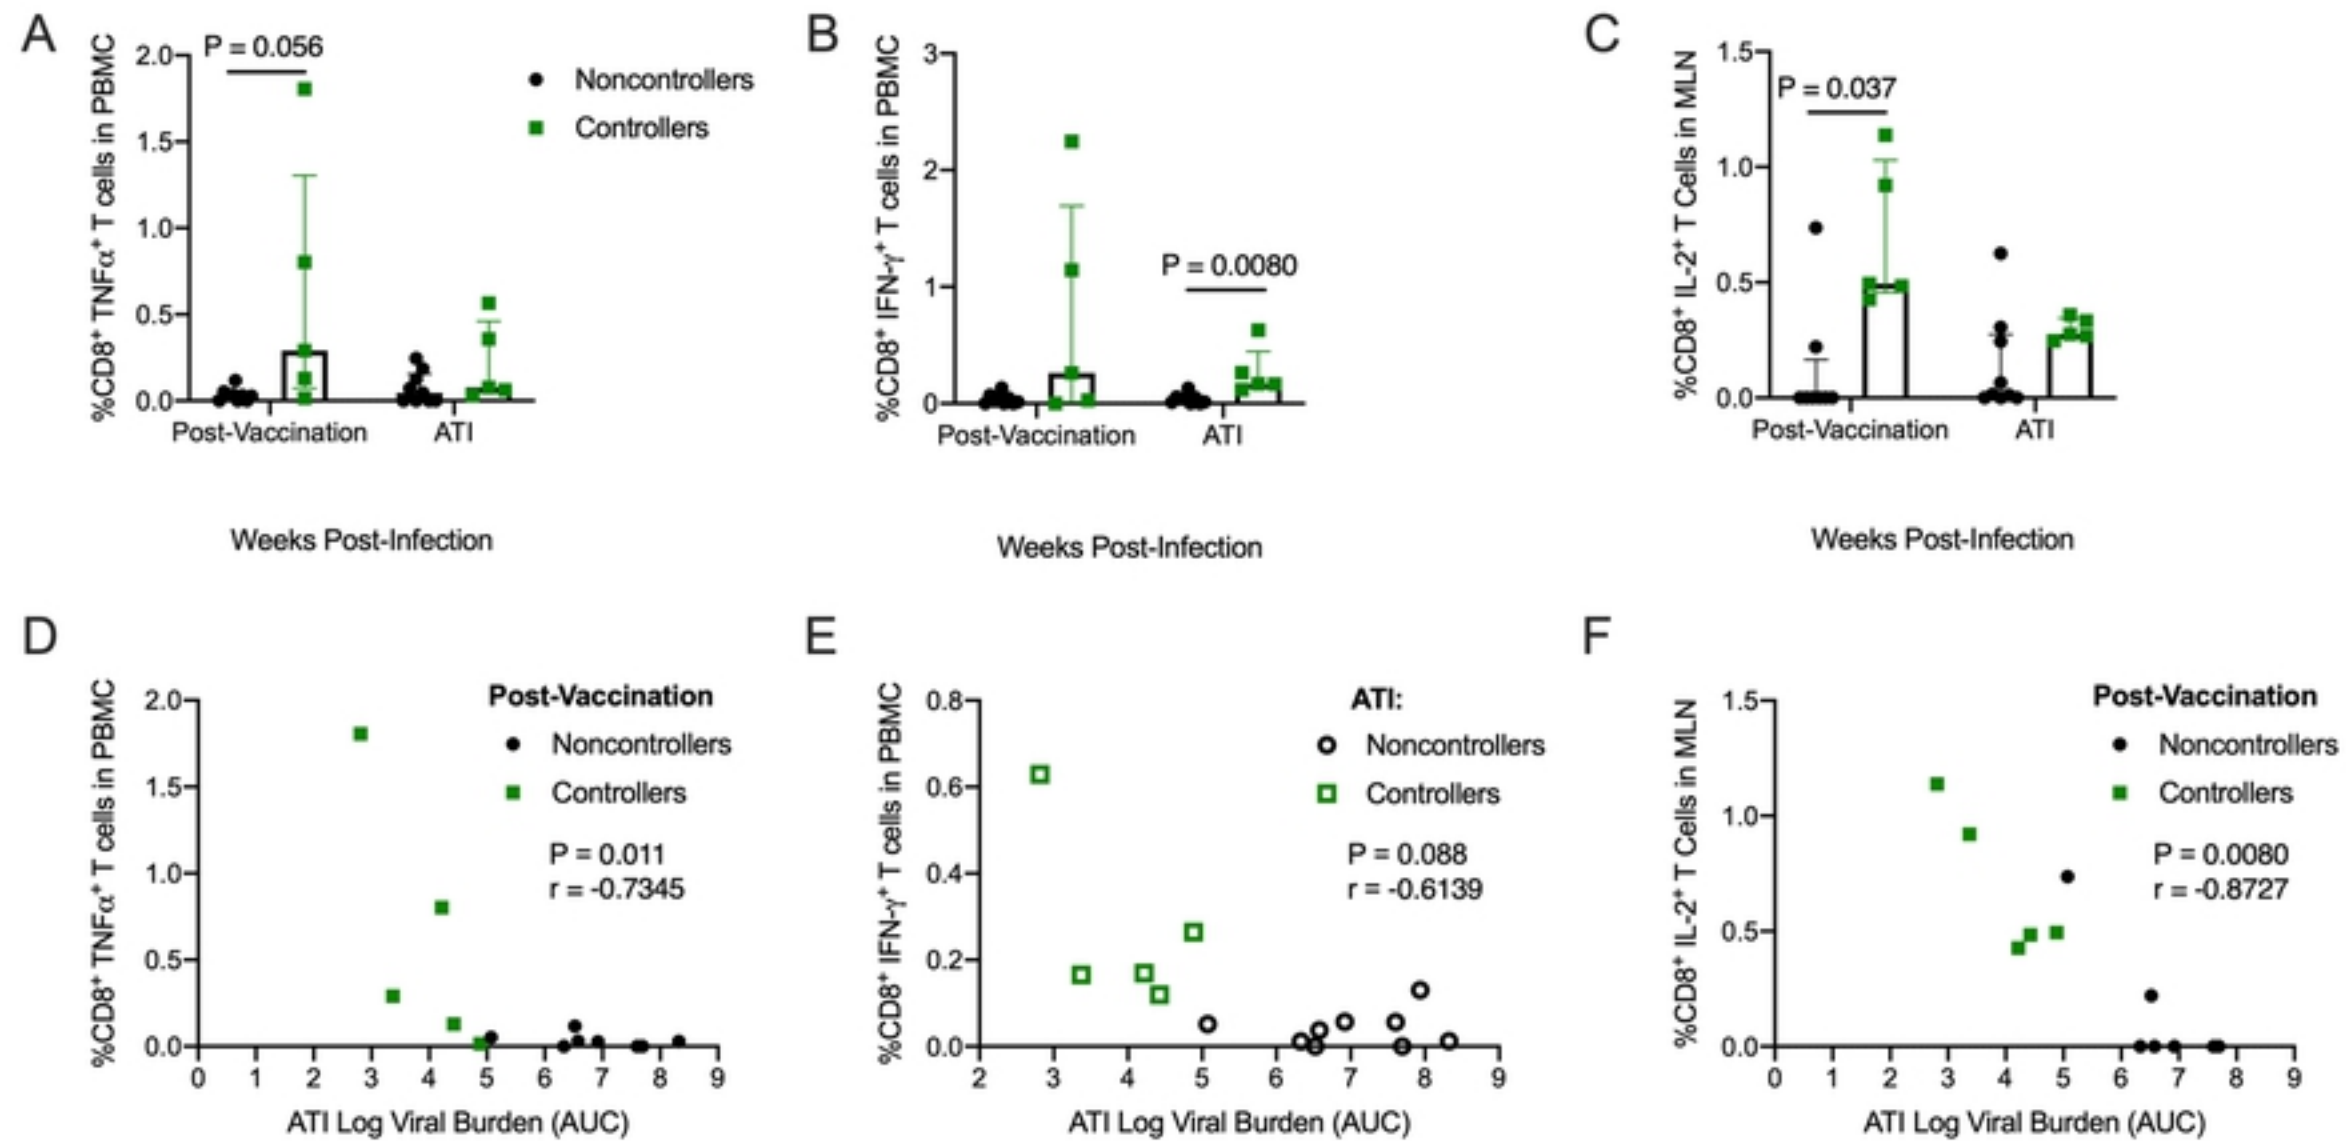 A
%CD8⁺ TNFα⁺ T cells in PBMC
2.0
1.5
1.0
0.5
0.0
P = 0.056
Noncontrollers
Controllers
Post-Vaccination
ATI
Weeks Post-Infection
B
%CD8⁺ IFN-γ⁺ T cells in PBMC
3
2
1
0
P = 0.0080
Post-Vaccination
ATI
Weeks Post-Infection
C
%CD8⁺ IL-2⁺ T Cells in MLN
1.5
1.0
0.5
0.0
P = 0.037
Post-Vaccination
ATI
Weeks Post-Infection
D
%CD8⁺ TNFα⁺ T cells in PBMC
2.0
1.5
1.0
0.5
0.0
Post-Vaccination
Noncontrollers
Controllers
P = 0.011
r = -0.7345
0 1 2 3 4 5 6 7 8 9
ATI Log Viral Burden (AUC)
E
%CD8⁺ IFN-γ⁺ T cells in PBMC
0.8
0.6
0.4
0.2
0.0
ATI:
Noncontrollers
Controllers
P = 0.088
r = -0.6139
2 3 4 5 6 7 8 9
ATI Log Viral Burden (AUC)
F
%CD8⁺ IL-2⁺ T Cells in MLN
1.5
1.0
0.5
0.0
Post-Vaccination
Noncontrollers
Controllers
P = 0.0080
r = -0.8727
0 1 2 3 4 5 6 7 8 9
ATI Log Viral Burden (AUC)